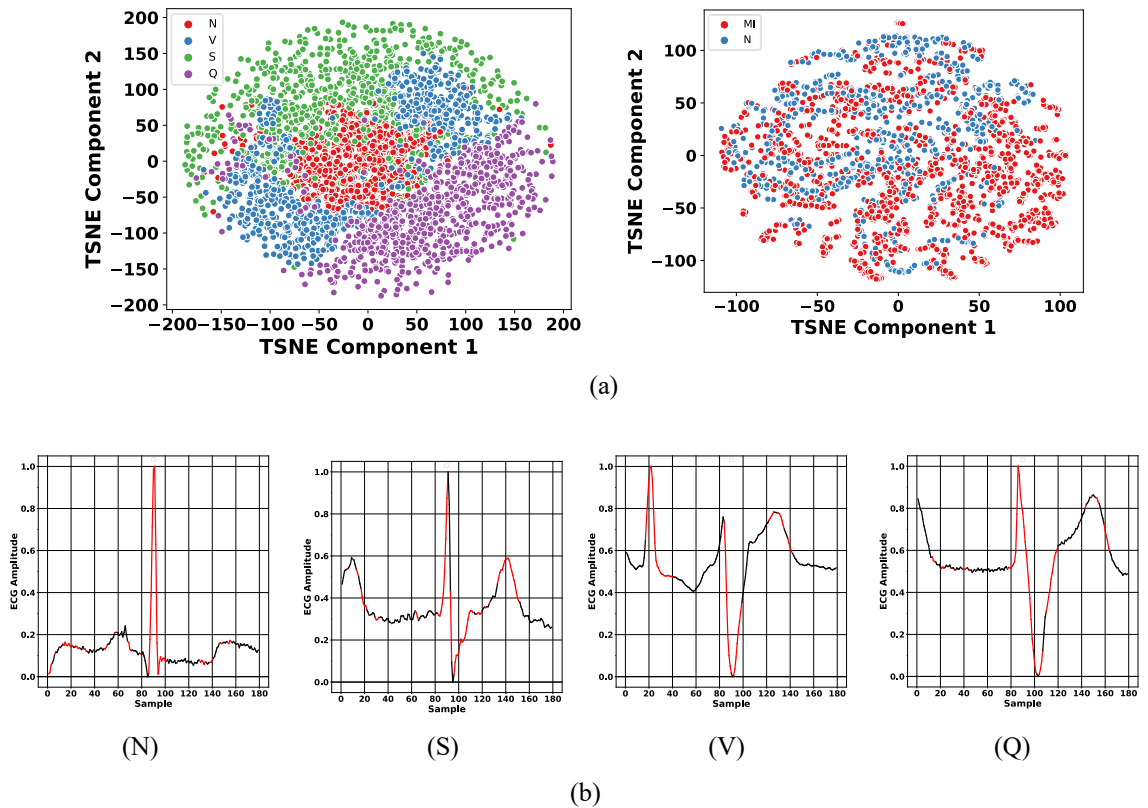 N
V
S
Q
TSNE Component 2
200
150
100
50
0
−50
−100
−150
−200
−200 −150 −100 −50 0 50 100 150 200
TSNE Component 1
MI
N
TSNE Component 2
100
50
0
−50
−100
−100 −50 0 50 100
TSNE Component 1
(a)
ECG Amplitude
1.0
0.8
0.6
0.4
0.2
0.0
0 20 40 60 80 100 120 140 160 180
Sample
(N)
ECG Amplitude
1.0
0.8
0.6
0.4
0.2
0.0
0 20 40 60 80 100 120 140 160 180
Sample
(S)
ECG Amplitude
1.0
0.8
0.6
0.4
0.2
0.0
0 20 40 60 80 100 120 140 160 180
Sample
(V)
ECG Amplitude
1.0
0.8
0.6
0.4
0.2
0.0
0 20 40 60 80 100 120 140 160 180
Sample
(Q)
(b)